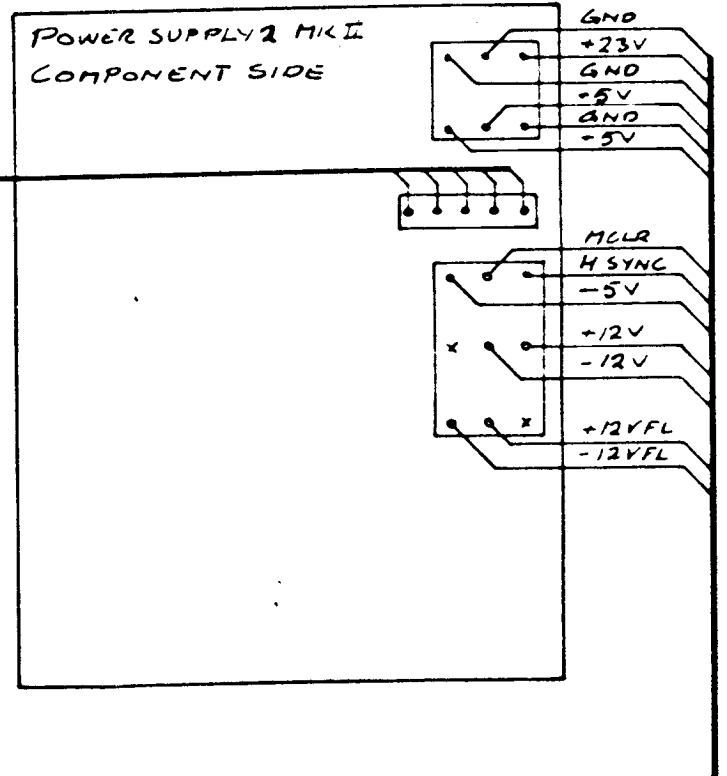 POWER SUPPLY 2 MK II
COMPONENT SIDE
GND
+23V
GND
-5V
GND
-5V
MCLR
H SYNC
-5V
x
+12V
-12V
x
+12VFL
-12VFL